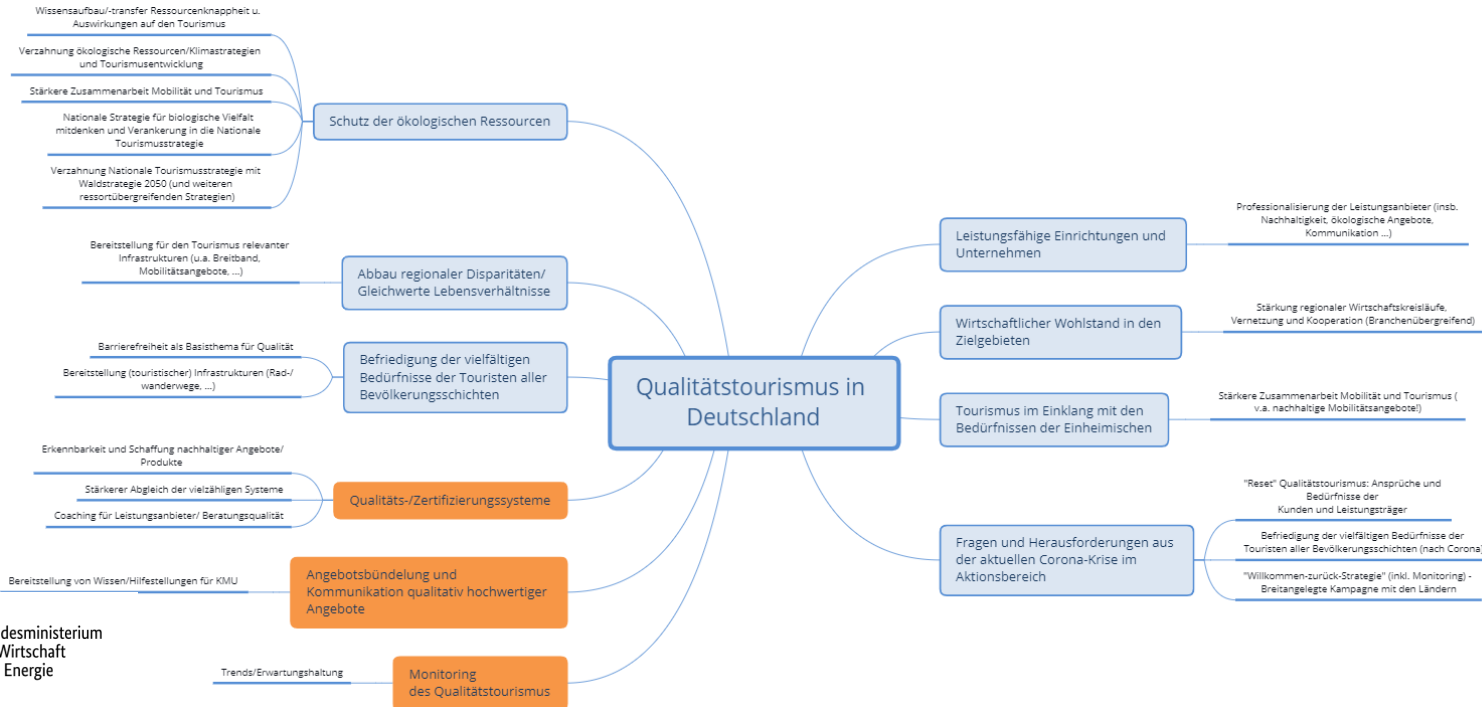 Wissensaufbau/-transfer Ressourcenknappheit u.
Auswirkungen auf den Tourismus
Verzahnung ökologische Ressourcen/Klimastrategien
und Tourismusentwicklung
Stärkere Zusammenarbeit Mobilität und Tourismus
Nationale Strategie für biologische Vielfalt
mitdenken und Verankerung in die Nationale
Tourismusstrategie
Verzahnung Nationale Tourismusstrategie mit
Waldstrategie 2050 (und weiteren
ressortübergreifenden Strategien)
Schutz der ökologischen Ressourcen
Bereitstellung für den Tourismus relevanter
Infrastrukturen (u.a. Breitband,
Mobilitätsangebote, ...)
Abbau regionaler Disparitäten/
Gleichwerte Lebensverhältnisse
Barrierefreiheit als Basisthema für Qualität
Bereitstellung (touristischer) Infrastrukturen (Rad-/
wanderwege, ...)
Befriedigung der vielfältigen
Bedürfnisse der Touristen aller
Bevölkerungsschichten
Erkennbarkeit und Schaffung nachhaltiger Angebote/
Produkte
Stärkerer Abgleich der vielzähligen Systeme
Coaching für Leistungsanbieter/ Beratungsqualität
Qualitäts-/Zertifizierungssysteme
Bereitstellung von Wissen/Hilfestellungen für KMU
Angebotsbündelung und
Kommunikation qualitativ hochwertiger
Angebote
Trends/Erwartungshaltung
Monitoring
des Qualitätstourismus
desministerium
Wirtschaft
Energie
Qualitätstourismus in
Deutschland
Leistungsfähige Einrichtungen und
Unternehmen
Professionalisierung der Leistungsanbieter (insb.
Nachhaltigkeit, ökologische Angebote,
Kommunikation ...)
Wirtschaftlicher Wohlstand in den
Zielgebieten
Stärkung regionaler Wirtschaftskreisläufe,
Vernetzung und Kooperation (Branchenübergreifend)
Tourismus im Einklang mit den
Bedürfnissen der Einheimischen
Stärkere Zusammenarbeit Mobilität und Tourismus (
v.a. nachhaltige Mobilitätsangebote!)
Fragen und Herausforderungen aus
der aktuellen Corona-Krise im
Aktionsbereich
"Reset" Qualitätstourismus: Ansprüche und
Bedürfnisse der
Kunden und Leistungsträger
Befriedigung der vielfältigen Bedürfnisse der
Touristen aller Bevölkerungsschichten (nach Corona)
"Willkommen-zurück-Strategie" (inkl. Monitoring) -
Breitangelegte Kampagne mit den Ländern